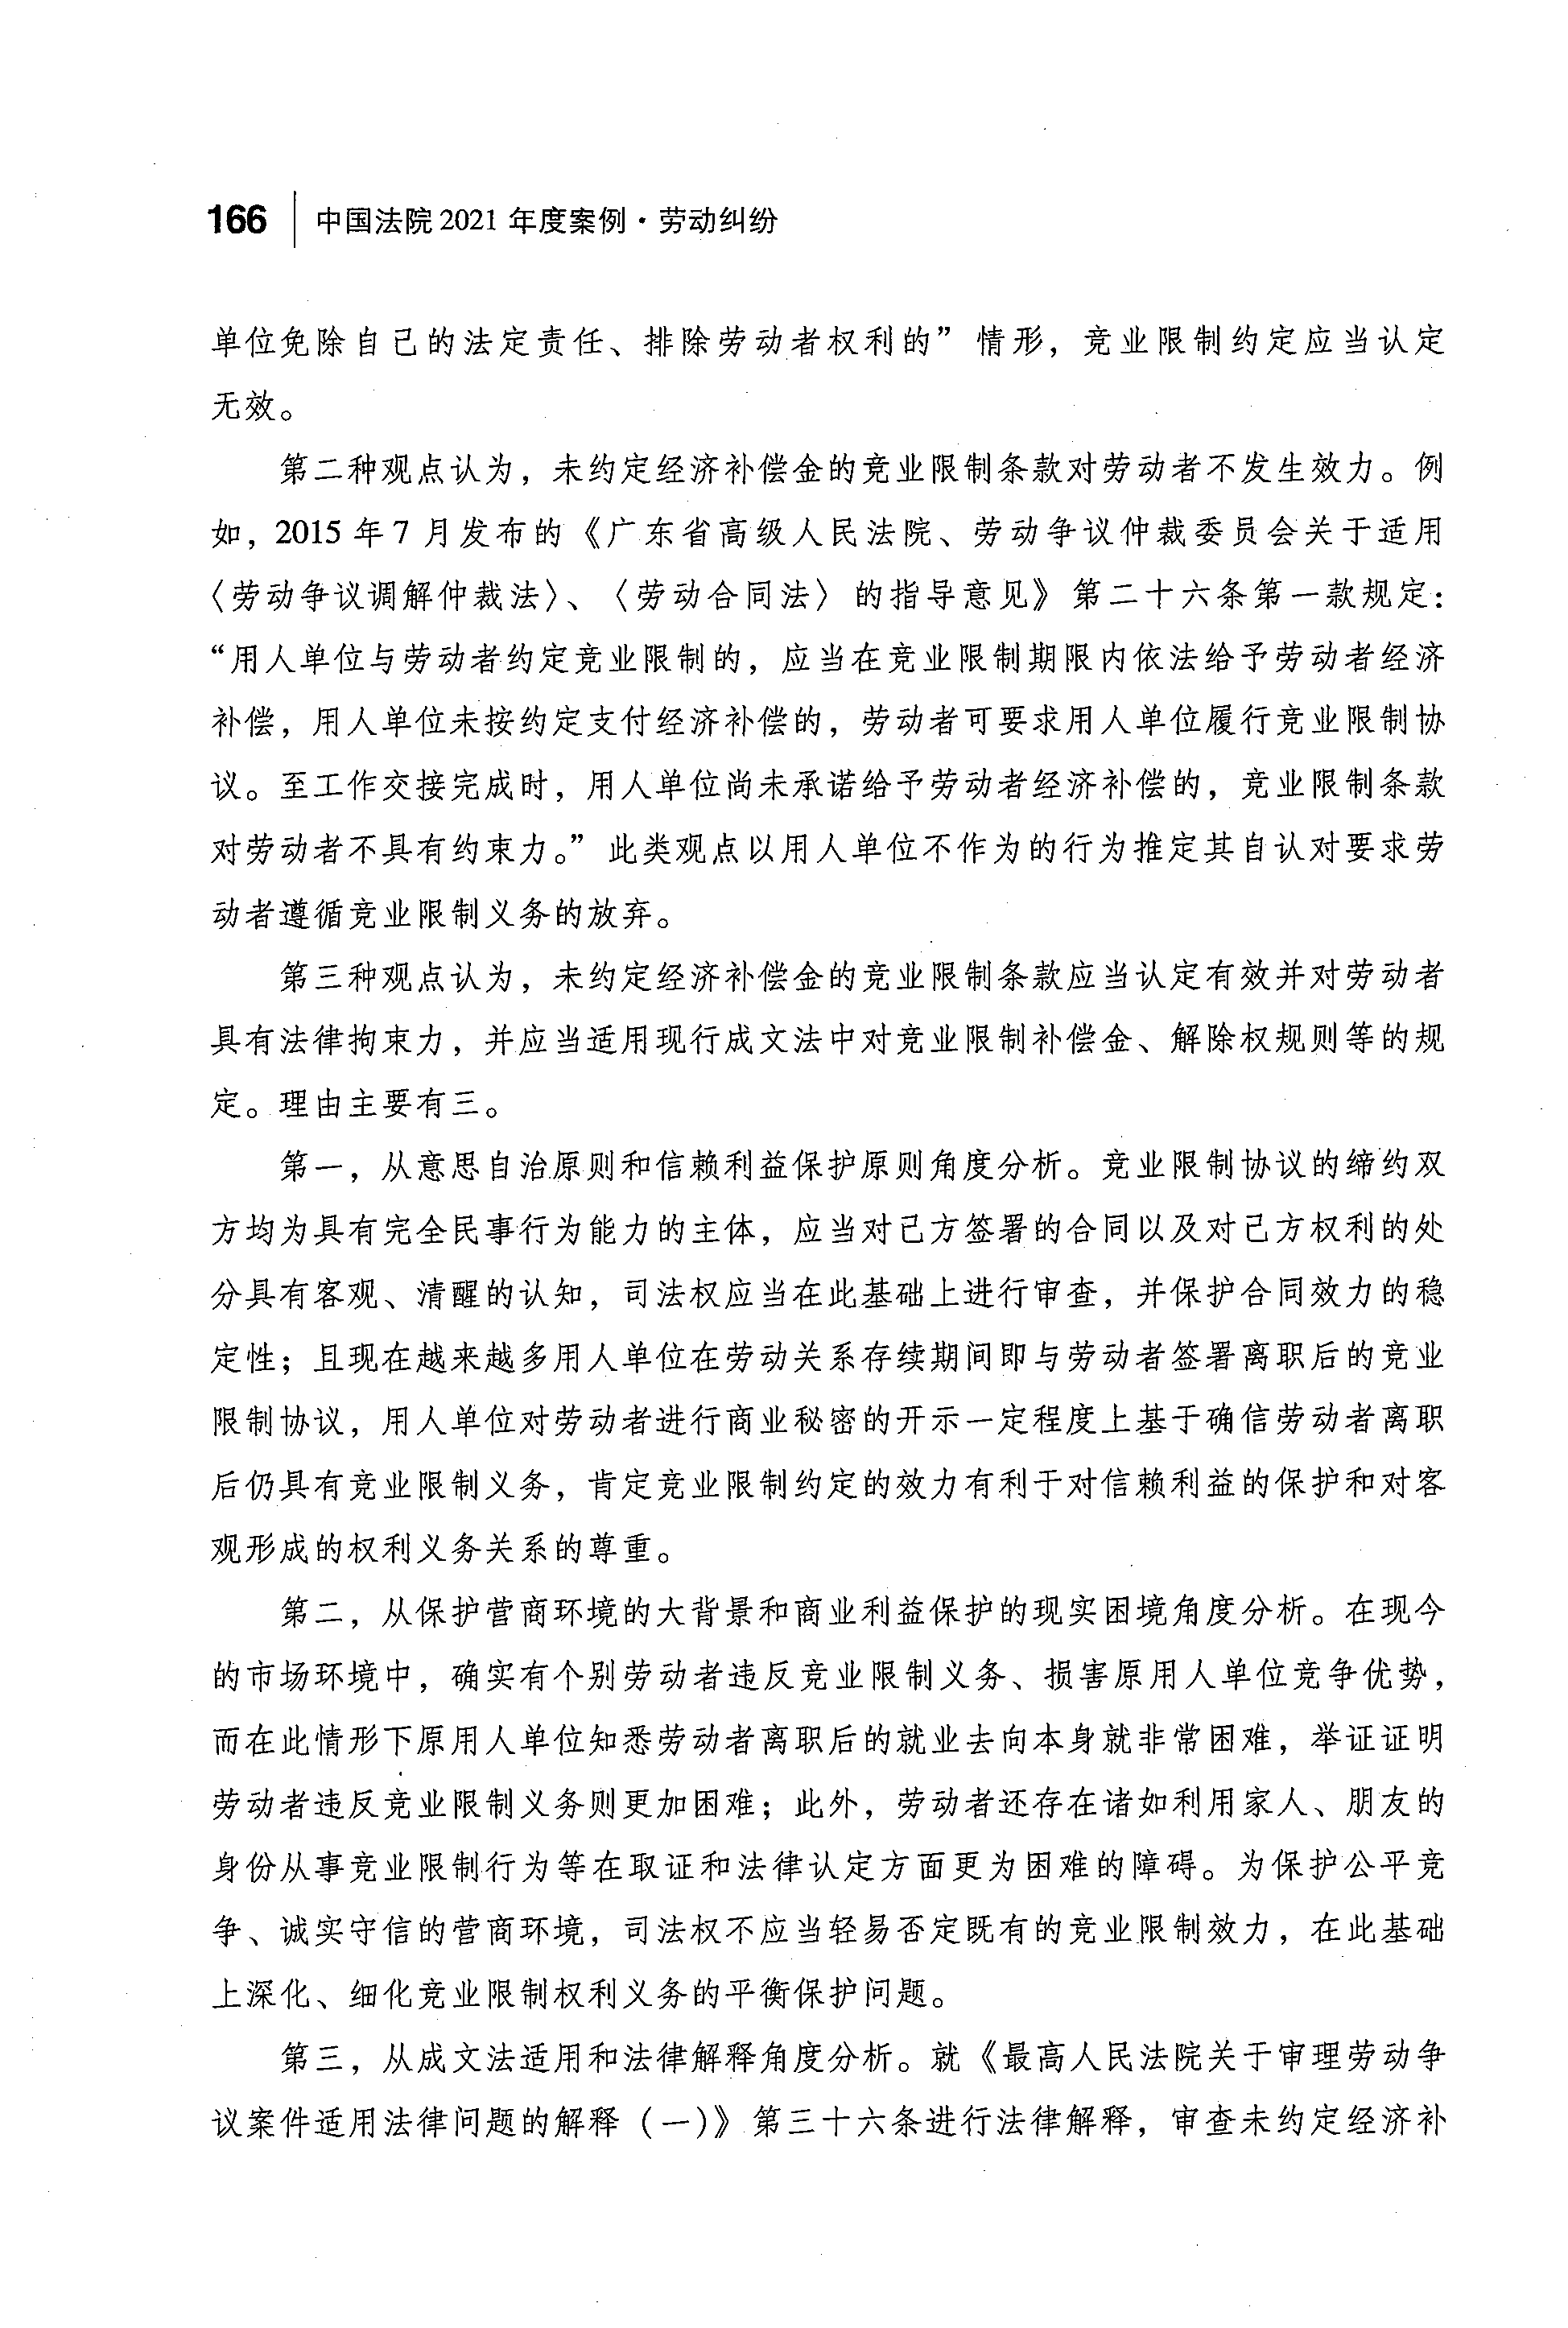 166 中国法院2021年度案例·劳动纠纷
单位免除自己的法定责任、排除劳动者权利的”情形，竞业限制约定应当认定
无效。
第二种观点认为，未约定经济补偿金的竞业限制条款对劳动者不发生效力。例
如，2015年7月发布的《广东省高级人民法院、劳动争议仲裁委员会关于适用
〈劳动争议调解仲裁法〉、〈劳动合同法〉的指导意见》第二十六条第一款规定：
“用人单位与劳动者约定竞业限制的，应当在竞业限制期限内依法给予劳动者经济
补偿，用人单位未按约定支付经济补偿的，劳动者可要求用人单位履行竞业限制协
议。至工作交接完成时，用人单位尚未承诺给予劳动者经济补偿的，竞业限制条款
对劳动者不具有约束力。”此类观点以用人单位不作为的行为推定其自认对要求劳
动者遵循竞业限制义务的放弃。
第三种观点认为，未约定经济补偿金的竞业限制条款应当认定有效并对劳动者
具有法律拘束力，并应当适用现行成文法中对竞业限制补偿金、解除权规则等的规
定。理由主要有三。
第一，从意思自治原则和信赖利益保护原则角度分析。竞业限制协议的缔约双
方均为具有完全民事行为能力的主体，应当对己方签署的合同以及对己方权利的处
分具有客观、清醒的认知，司法权应当在此基础上进行审查，并保护合同效力的稳
定性；且现在越来越多用人单位在劳动关系存续期间即与劳动者签署离职后的竞业
限制协议，用人单位对劳动者进行商业秘密的开示一定程度上基于确信劳动者离职
后仍具有竞业限制义务，肯定竞业限制约定的效力有利于对信赖利益的保护和对客
观形成的权利义务关系的尊重。
第二，从保护营商环境的大背景和商业利益保护的现实困境角度分析。在现今
的市场环境中，确实有个别劳动者违反竞业限制义务、损害原用人单位竞争优势，
而在此情形下原用人单位知悉劳动者离职后的就业去向本身就非常困难，举证证明
劳动者违反竞业限制义务则更加困难；此外，劳动者还存在诸如利用家人、朋友的
身份从事竞业限制行为等在取证和法律认定方面更为困难的障碍。为保护公平竞
争、诚实守信的营商环境，司法权不应当轻易否定既有的竞业限制效力，在此基础
上深化、细化竞业限制权利义务的平衡保护问题。
第三，从成文法适用和法律解释角度分析。就《最高人民法院关于审理劳动争
议案件适用法律问题的解释（一）》第三十六条进行法律解释，审查未约定经济补